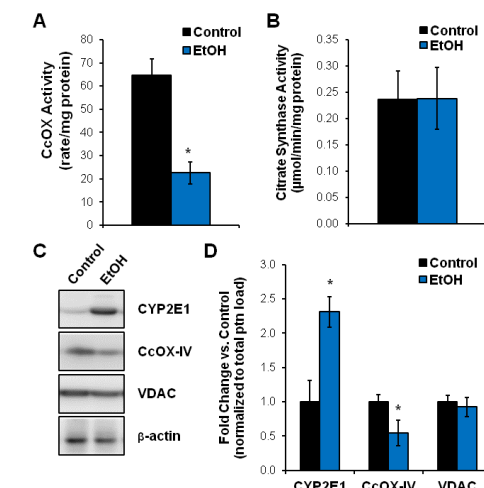 A
Control
EtOH
CcOX Activity
(rate/mg protein)
80
70
60
50
40
30
20
10
0
*
B
Control
EtOH
Citrate Synthase Activity
(μmol/min/mg protein)
0.35
0.30
0.25
0.20
0.15
0.10
0.05
0.00
C
Control
EtOH
CYP2E1
CcOX-IV
VDAC
β-actin
D
Control
EtOH
Fold Change vs. Control
(normalized to total ptn load)
3.0
2.5
2.0
1.5
1.0
0.5
0.0
*
*
CYP2E1 CcOX-IV VDAC